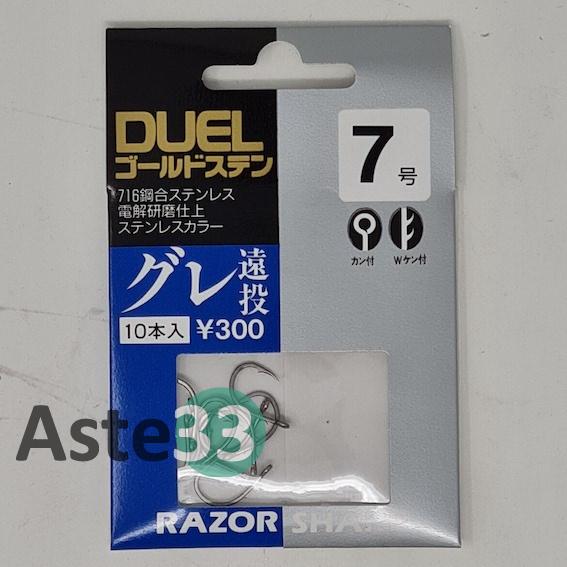 DUEL
ゴールドステン
716鋼合ステンレス
電解研磨仕上
ステンレスカラー
7号
カン付
Wケン付
グレ遠投
10本入 ¥300
Aste33
RAZOR SHA